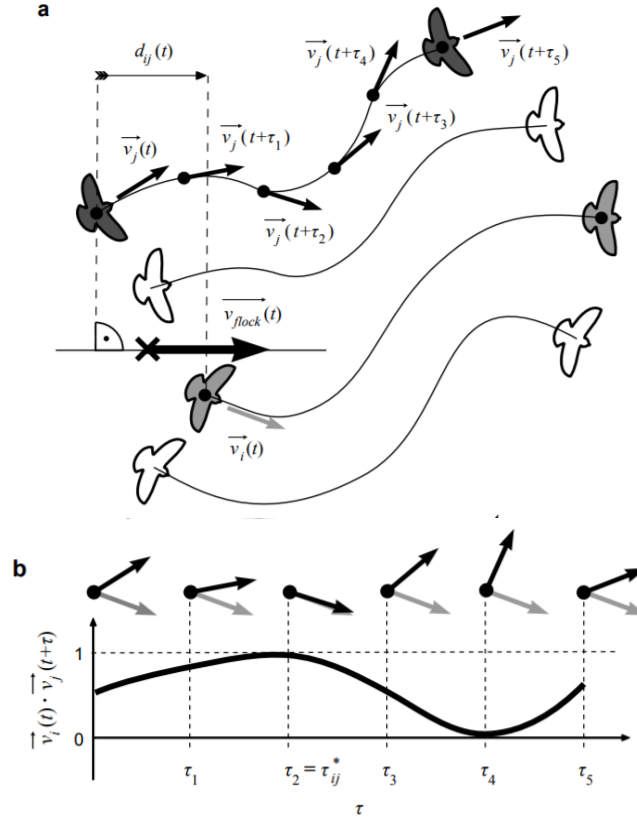 a
d_ij(t)
v_j(t)
v_j(t+τ_1)
v_j(t+τ_2)
v_j(t+τ_3)
v_j(t+τ_4)
v_j(t+τ_5)
v_flock(t)
v_i(t)
b
v_i(t) · v_j(t+τ)
1
0
τ_1
τ_2 = τ_ij^*
τ_3
τ_4
τ_5
τ